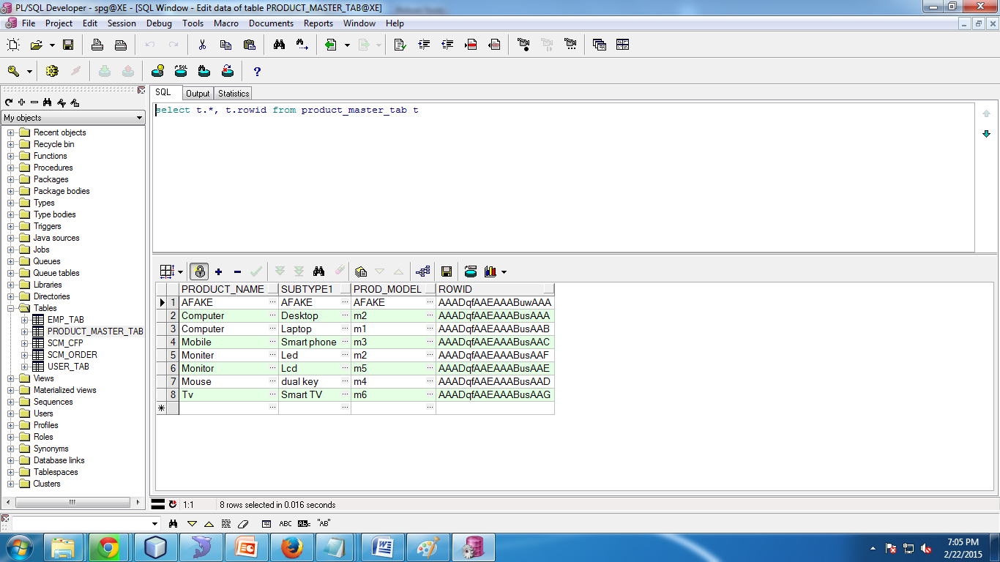 PL/SQL Developer - spg@XE - [SQL Window - Edit data of table PRODUCT_MASTER_TAB@XE]
File Project Edit Session Debug Tools Macro Documents Reports Window Help
SQL
SQL Output Statistics
My objects
select t.*, t.rowid from product_master_tab t
Recent objects
Recycle bin
Functions
Procedures
Packages
Package bodies
Types
Type bodies
Triggers
Java sources
Jobs
Queues
Queue tables
Libraries
Directories
Tables
EMP_TAB
PRODUCT_MASTER_TAB
SCM_CFP
SCM_ORDER
USER_TAB
Views
Materialized views
Sequences
Users
Profiles
Roles
Synonyms
Database links
Tablespaces
Clusters
PRODUCT_NAME SUBTYPE1 PROD_MODEL ROWID
1 AFAKE AFAKE AFAKE AAADqfAAEAAABuwAAA
2 Computer Desktop m2 AAADqfAAEAAABusAAA
3 Computer Laptop m1 AAADqfAAEAAABusAAB
4 Mobile Smart phone m3 AAADqfAAEAAABusAAC
5 Moniter Led m2 AAADqfAAEAAABusAAF
6 Monitor Lcd m5 AAADqfAAEAAABusAAE
7 Mouse dual key m4 AAADqfAAEAAABusAAD
8 Tv Smart TV m6 AAADqfAAEAAABusAAG
1:1 8 rows selected in 0.016 seconds
ABC ABc "AB"
7:05 PM
2/22/2015